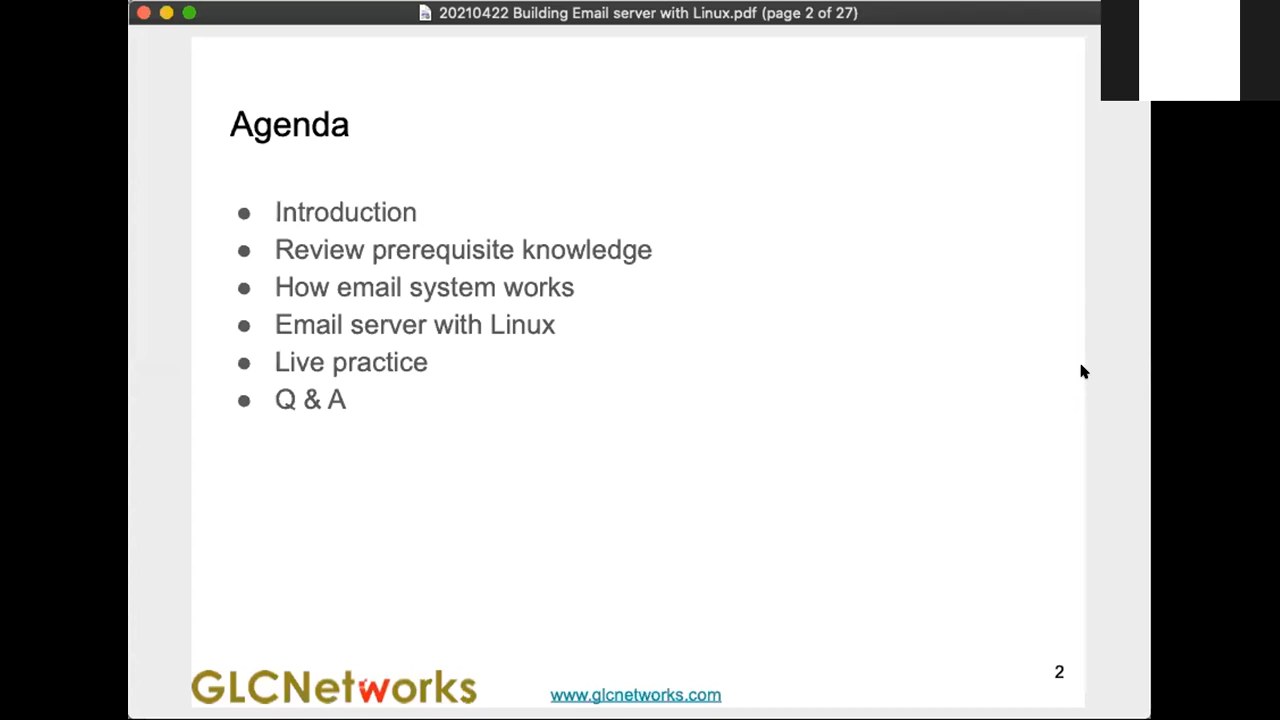 20210422 Building Email server with Linux.pdf (page 2 of 27)
Agenda
● Introduction
● Review prerequisite knowledge
● How email system works
● Email server with Linux
● Live practice
● Q & A
2
GLCNetworks
www.glcnetworks.com